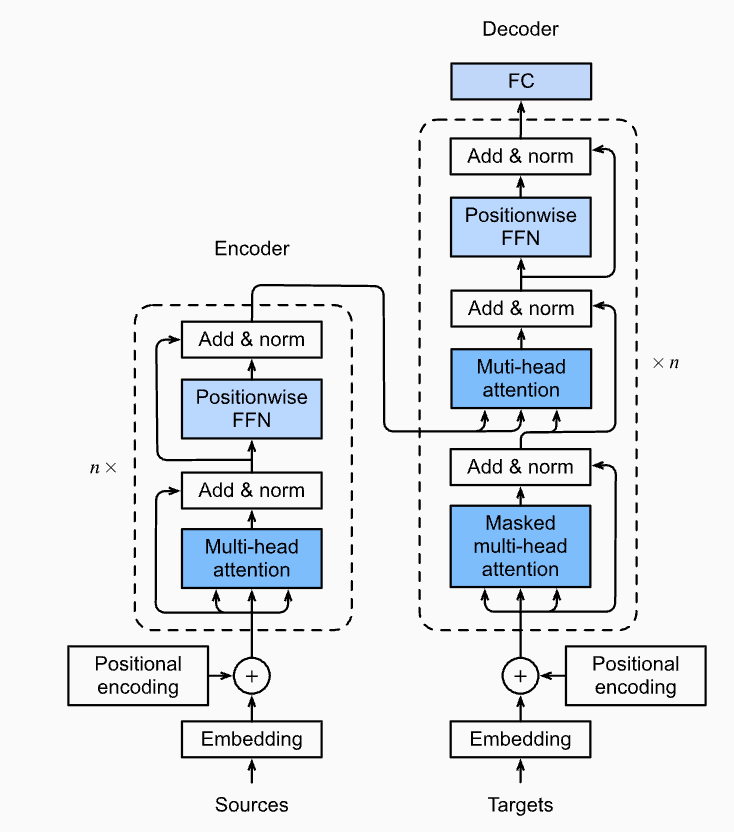 Decoder
FC
Add & norm
Positionwise
FFN
Add & norm
Muti-head
attention
× n
Add & norm
Masked
multi-head
attention
Positional
encoding
+
Embedding
Targets
Encoder
Add & norm
Positionwise
FFN
n ×
Add & norm
Multi-head
attention
Positional
encoding
+
Embedding
Sources